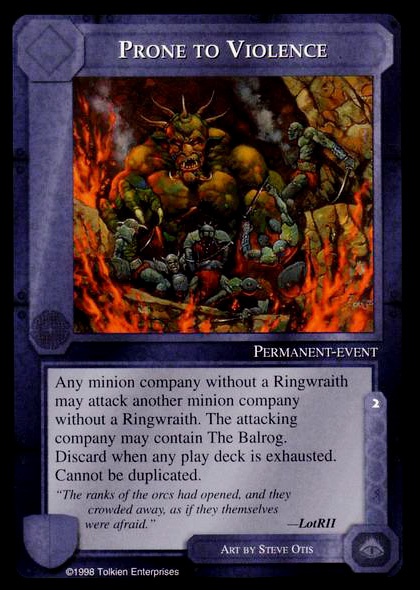 PRONE TO VIOLENCE
PERMANENT-EVENT
Any minion company without a Ringwraith
may attack another minion company
without a Ringwraith. The attacking
company may contain The Balrog.
Discard when any play deck is exhausted.
Cannot be duplicated.
2
“The ranks of the orcs had opened, and they
crowded away, as if they themselves
were afraid.” —LotRII
ART BY STEVE OTIS
©1998 Tolkien Enterprises